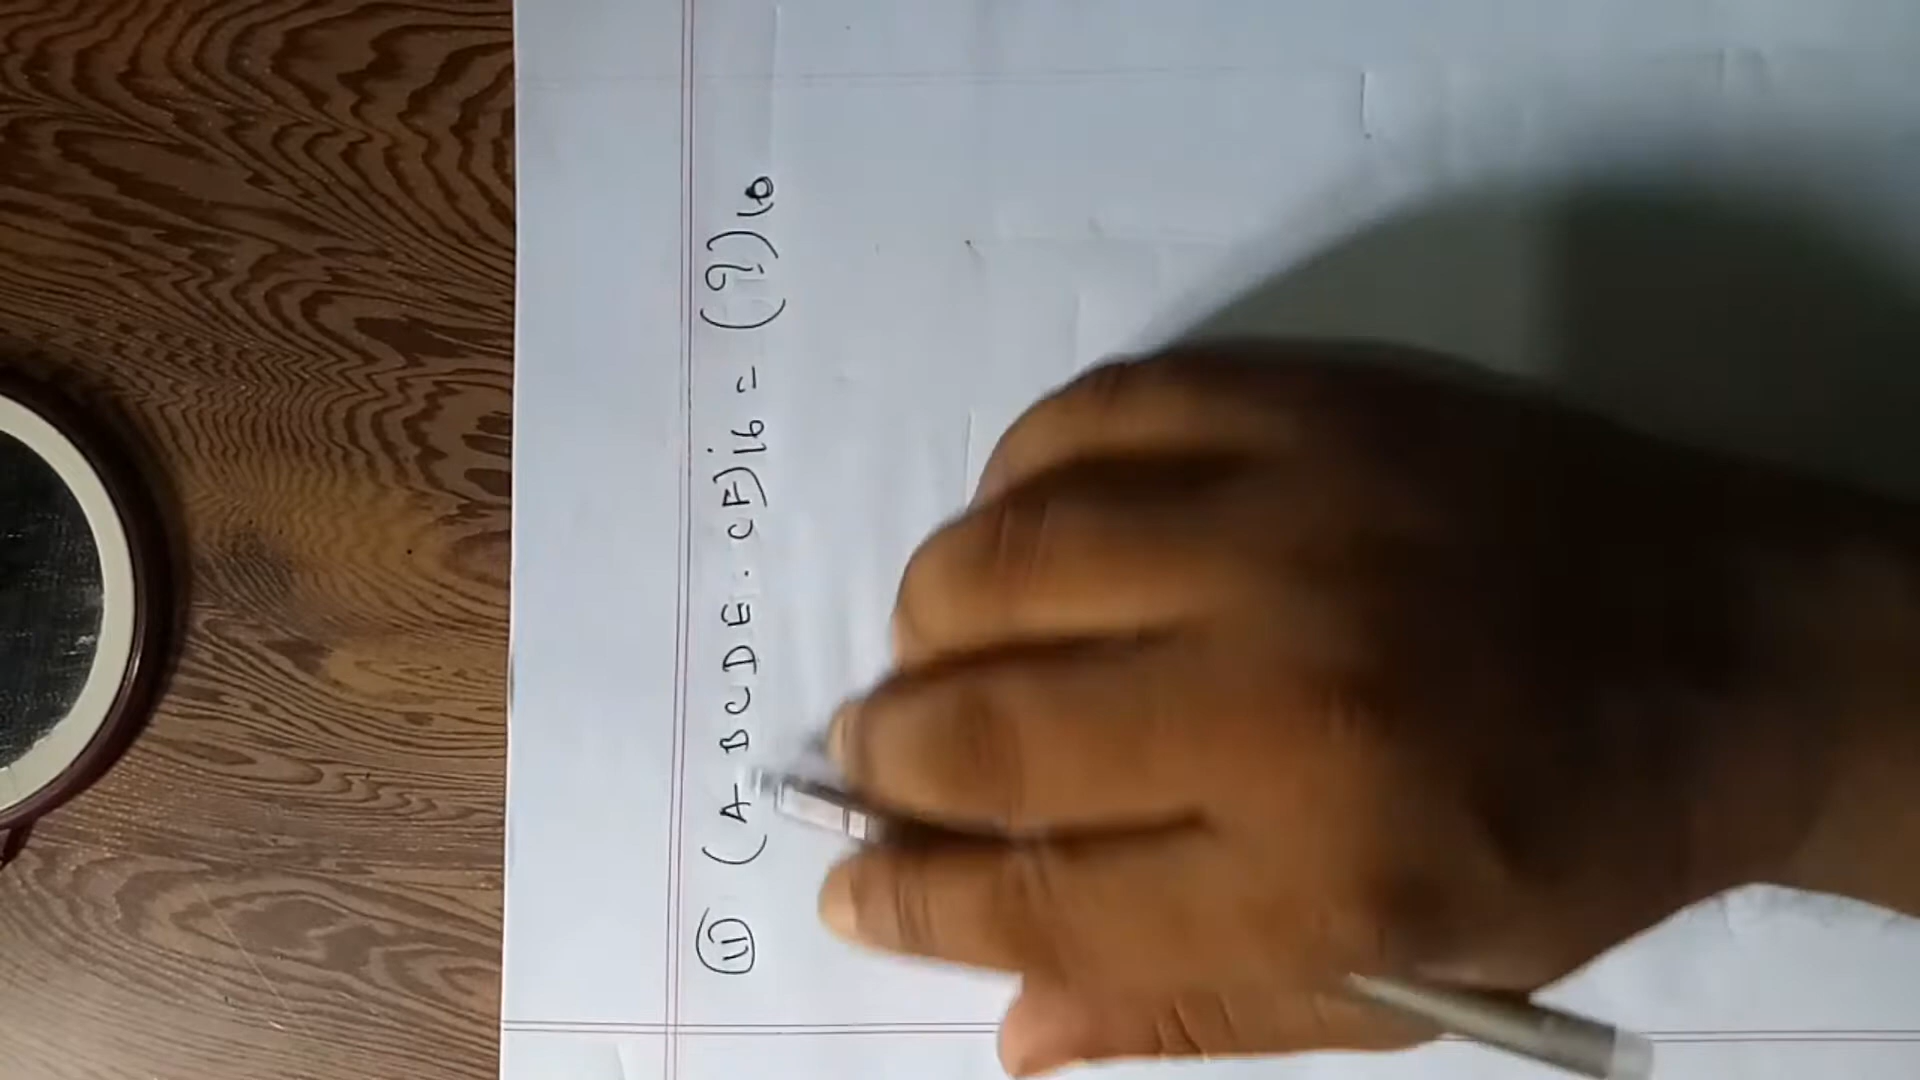 (ii) (ABCDE.CF)16 = (?)10